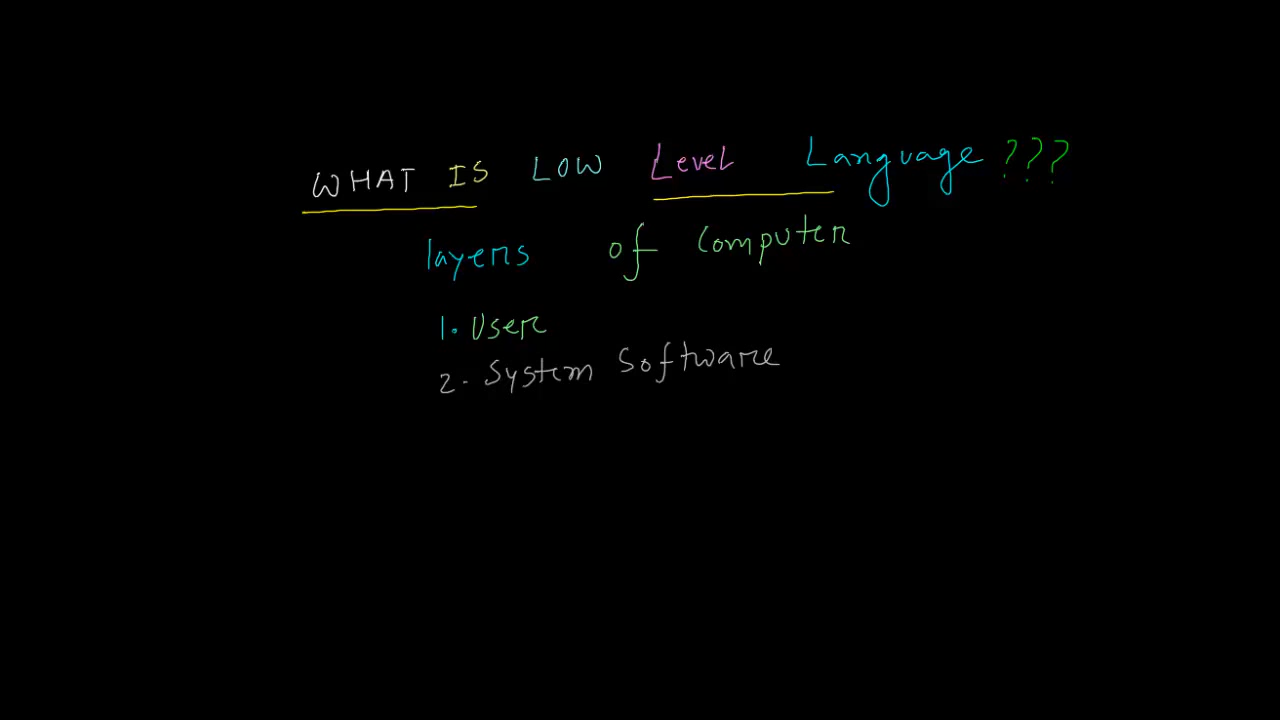 WHAT IS LOW Level Language ???
layers of computer
1. User
2. System Software